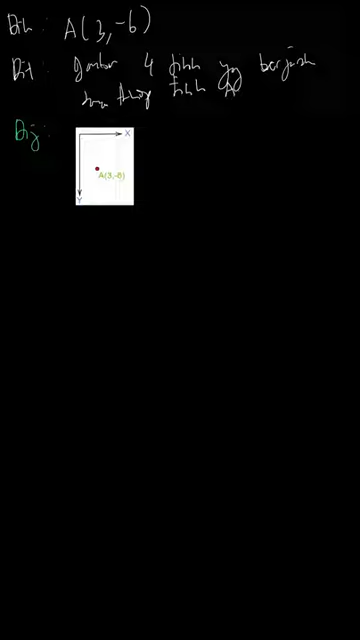 Dik : A(3,-6)
Dit : gambar 4 titik yg berjarak
sama thdp titik A
Dij :
X
A(3,-6)
Y